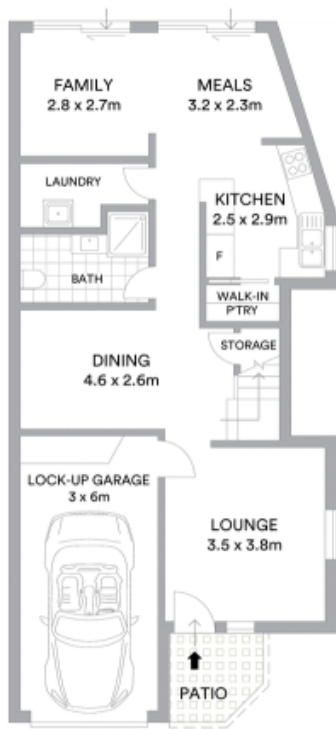 FAMILY
2.8 x 2.7m
MEALS
3.2 x 2.3m
LAUNDRY
KITCHEN
2.5 x 2.9m
F
BATH
WALK-IN
P'TRY
STORAGE
DINING
4.6 x 2.6m
LOCK-UP GARAGE
3 x 6m
LOUNGE
3.5 x 3.8m
PATIO